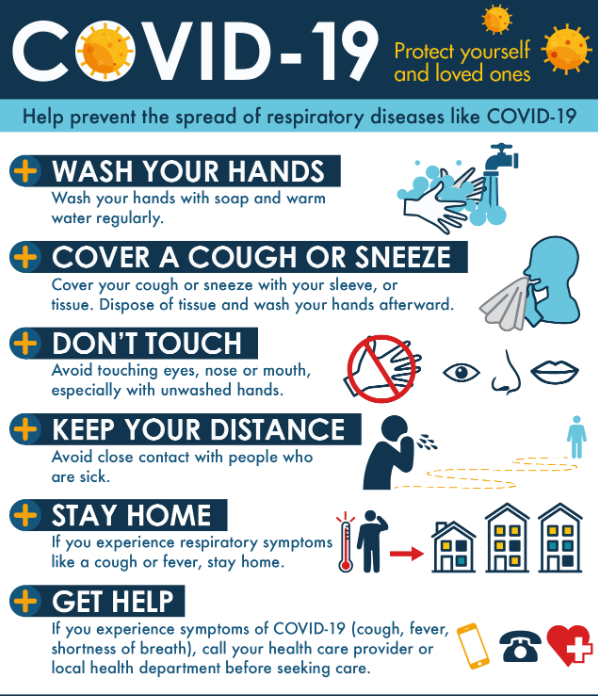 COVID-19
Protect yourself
and loved ones
Help prevent the spread of respiratory diseases like COVID-19
WASH YOUR HANDS
Wash your hands with soap and warm
water regularly.
COVER A COUGH OR SNEEZE
Cover your cough or sneeze with your sleeve, or
tissue. Dispose of tissue and wash your hands afterward.
DON'T TOUCH
Avoid touching eyes, nose or mouth,
especially with unwashed hands.
KEEP YOUR DISTANCE
Avoid close contact with people who
are sick.
STAY HOME
If you experience respiratory symptoms
like a cough or fever, stay home.
GET HELP
If you experience symptoms of COVID-19 (cough, fever,
shortness of breath), call your health care provider or
local health department before seeking care.